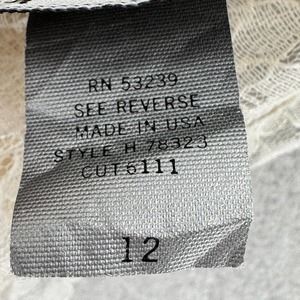 RN 53239
SEE REVERSE
MADE IN USA
STYLE H 78323
CUT6111
12